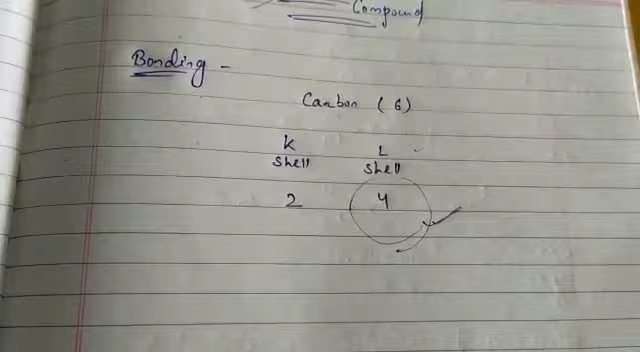 Compound
Bonding -
Carbon (6)
K L
shell shell
2 4